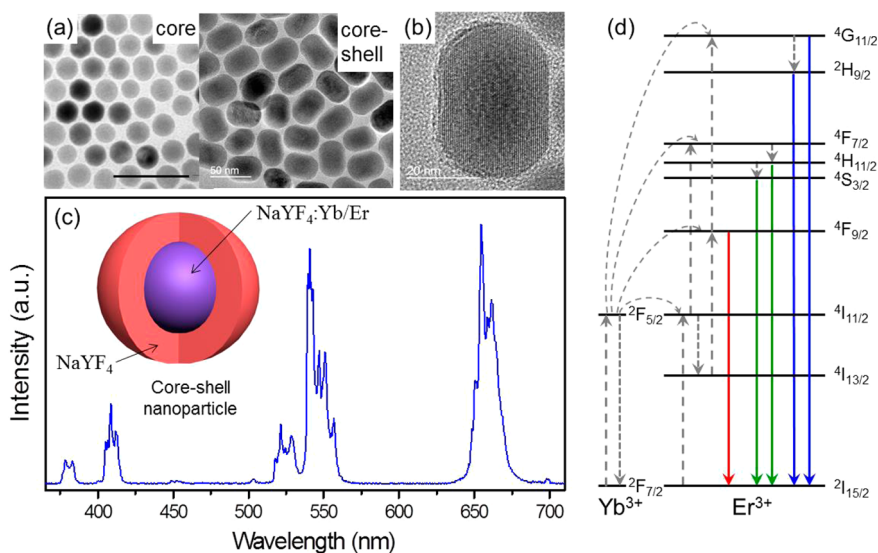 (a)
core
core-
shell
50 nm
(b)
20 nm
(c)
NaYF₄:Yb/Er
NaYF₄
Core-shell
nanoparticle
Intensity (a.u.)
400 450 500 550 600 650 700
Wavelength (nm)
(d)
⁴G₁₁/₂
²H₉/₂
⁴F₇/₂
⁴H₁₁/₂
⁴S₃/₂
⁴F₉/₂
²F₅/₂
⁴I₁₁/₂
⁴I₁₃/₂
²F₇/₂
²I₁₅/₂
Yb³⁺
Er³⁺